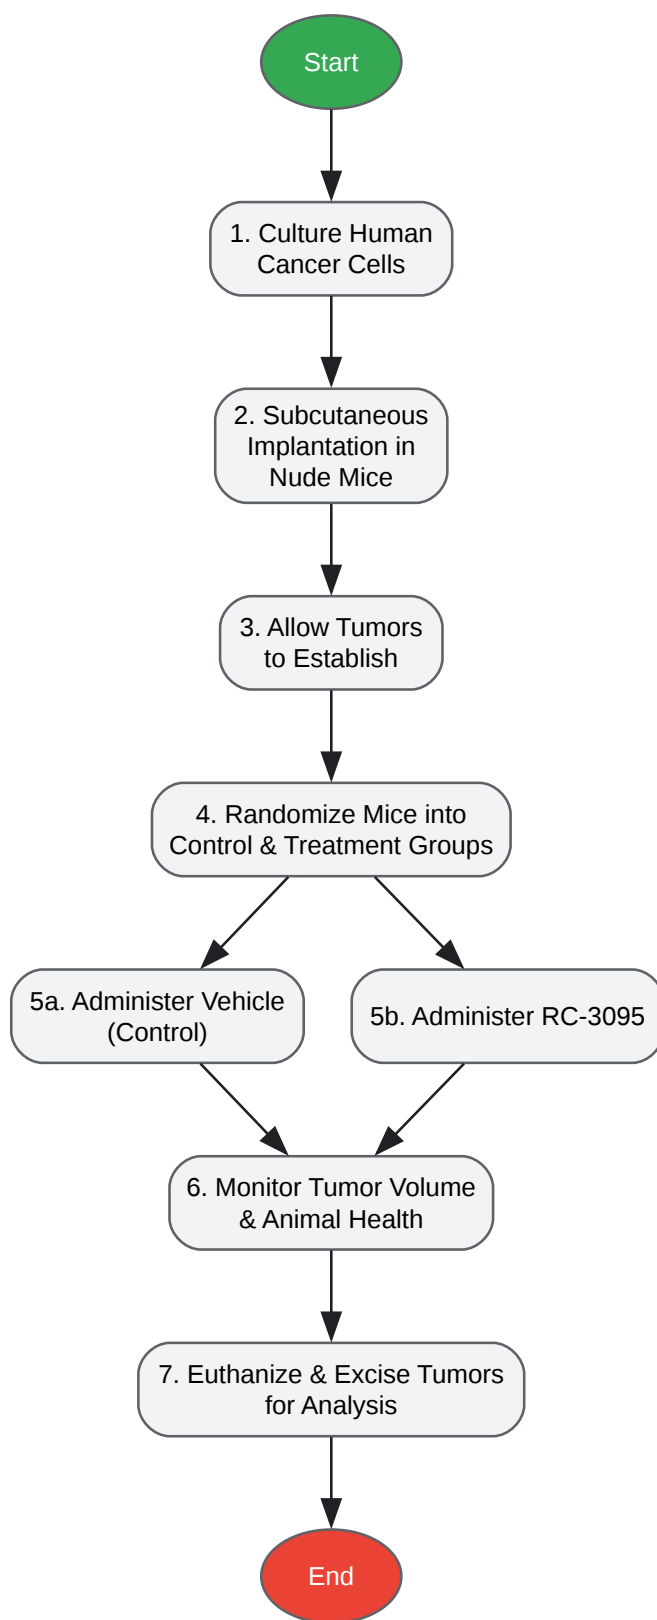 Start
1. Culture Human
Cancer Cells
2. Subcutaneous
Implantation in
Nude Mice
3. Allow Tumors
to Establish
4. Randomize Mice into
Control & Treatment Groups
5a. Administer Vehicle
(Control)
5b. Administer RC-3095
6. Monitor Tumor Volume
& Animal Health
7. Euthanize & Excise Tumors
for Analysis
End